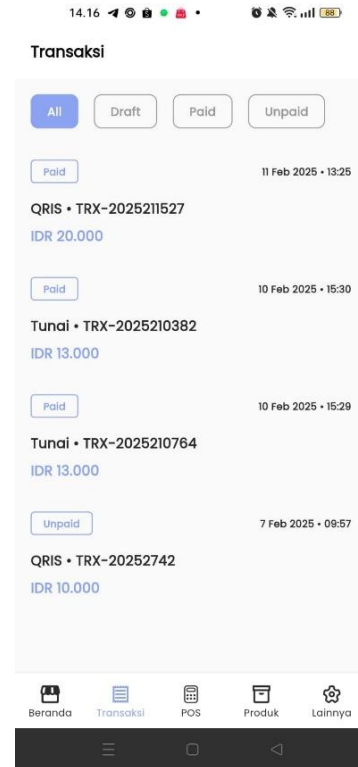 14.16 88
Transaksi
All Draft Paid Unpaid
Paid 11 Feb 2025 • 13:25
QRIS • TRX-2025211527
IDR 20.000
Paid 10 Feb 2025 • 15:30
Tunai • TRX-2025210382
IDR 13.000
Paid 10 Feb 2025 • 15:29
Tunai • TRX-2025210764
IDR 13.000
Unpaid 7 Feb 2025 • 09:57
QRIS • TRX-20252742
IDR 10.000
Beranda Transaksi POS Produk Lainnya